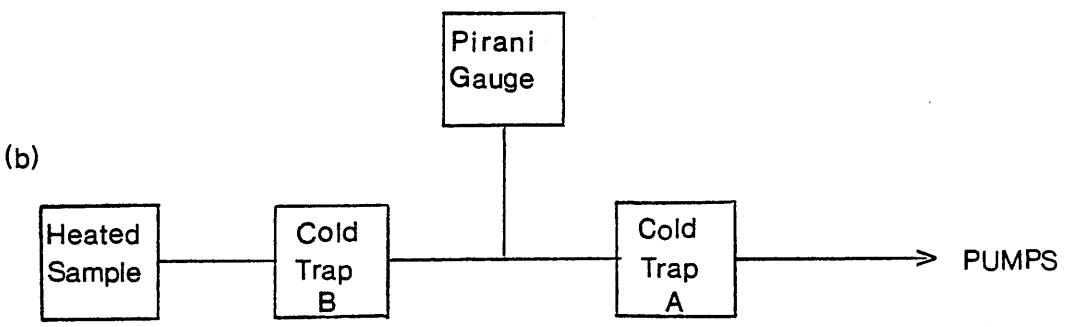 Pirani
Gauge
(b)
Heated
Sample
Cold
Trap
B
Cold
Trap
A
PUMPS